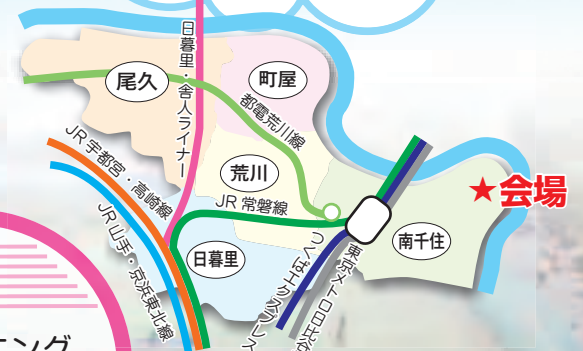 日暮里・舎人ライナー
尾久
町屋
都電荒川線
荒川
JR宇都宮・高崎線
JR常磐線
★会場
南千住
日暮里
JR山手・京浜東北線
つくばエクスプレス
東京メトロ日比谷
ング